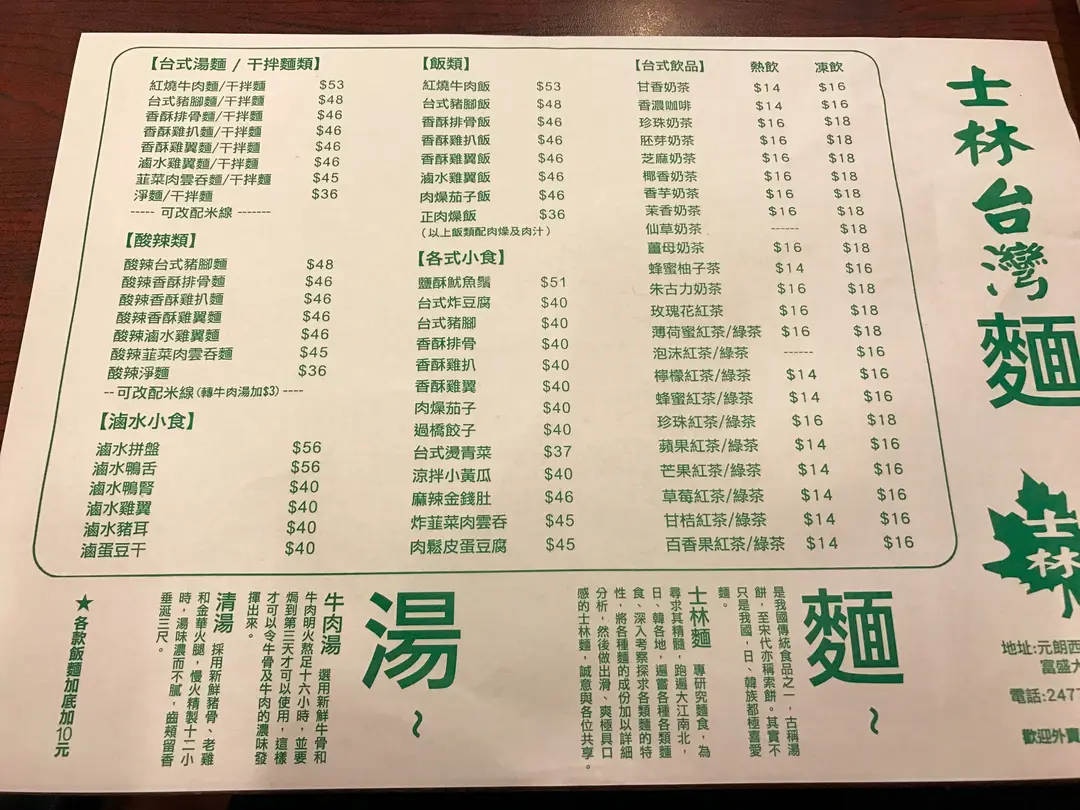 【台式湯麵 / 干拌麵類】
紅燒牛肉麵/干拌麵 $53
台式豬腳麵/干拌麵 $48
香酥排骨麵/干拌麵 $46
香酥雞扒麵/干拌麵 $46
香酥雞翼麵/干拌麵 $46
滷水雞翼麵/干拌麵 $46
韮菜肉雲吞麵/干拌麵 $45
淨麵/干拌麵 $36
----- 可改配米線 -------
【酸辣類】
酸辣台式豬腳麵 $48
酸辣香酥排骨麵 $46
酸辣香酥雞扒麵 $46
酸辣香酥雞翼麵 $46
酸辣滷水雞翼麵 $46
酸辣韮菜肉雲吞麵 $45
酸辣淨麵 $36
--可改配米線(轉牛肉湯加$3)----
【滷水小食】
滷水拼盤 $56
滷水鴨舌 $56
滷水鴨腎 $40
滷水雞翼 $40
滷水豬耳 $40
滷蛋豆干 $40
【飯類】
紅燒牛肉飯 $53
台式豬腳飯 $48
香酥排骨飯 $46
香酥雞扒飯 $46
香酥雞翼飯 $46
滷水雞翼飯 $46
肉燥茄子飯 $46
正肉燥飯 $36
(以上飯類配肉燥及肉汁)
【各式小食】
鹽酥魷魚鬚 $51
台式炸豆腐 $40
台式豬腳 $40
香酥排骨 $40
香酥雞扒 $40
香酥雞翼 $40
肉燥茄子 $40
過橋餃子 $40
台式燙青菜 $37
涼拌小黃瓜 $40
麻辣金錢肚 $46
炸韮菜肉雲吞 $45
肉鬆皮蛋豆腐 $45
【台式飲品】 熱飲 凍飲
甘香奶茶 $14 $16
香濃咖啡 $14 $16
珍珠奶茶 $16 $18
胚芽奶茶 $16 $18
芝麻奶茶 $16 $18
椰香奶茶 $16 $18
香芋奶茶 $16 $18
茉香奶茶 $16 $18
仙草奶茶 ------ $18
薑母奶茶 $16 $18
蜂蜜柚子茶 $14 $16
朱古力奶茶 $16 $18
玫瑰花紅茶 $16 $18
薄荷蜜紅茶/綠茶 $16 $18
泡沫紅茶/綠茶 ------ $16
檸檬紅茶/綠茶 $14 $16
蜂蜜紅茶/綠茶 $14 $16
珍珠紅茶/綠茶 $16 $18
蘋果紅茶/綠茶 $14 $16
芒果紅茶/綠茶 $14 $16
草莓紅茶/綠茶 $14 $16
甘桔紅茶/綠茶 $14 $16
百香果紅茶/綠茶 $14 $16
士林台灣麵
士林
地址:元朗西
富盛大
電話:247
歡迎外賣
麵~
是我國傳統食品之一，古稱湯
餅，至宋代亦稱索餅。其實不
只是我國，日、韓族都極喜愛
麵。
士林麵 專研究麵食，為
尋求其精髓，跑遍大江南北，
日、韓各地，遍嘗各種各類麵
食、深入考察探求各類麵的特
性，將各種麵的成份加以詳細
分析，然後做出滑、爽極具口
感的士林麵，誠意與各位共享。
湯~
牛肉湯 選用新鮮牛骨和
牛肉明火熬足十六小時，並要
焗到第三天才可以使用，這樣
才可以令牛骨及牛肉的濃味發
揮出來。
清湯 採用新鮮豬骨、老雞
和金華火腿，慢火精製十二小
時，湯味濃而不膩，齒頰留香
垂涎三尺。
★各款飯麵加底加10元